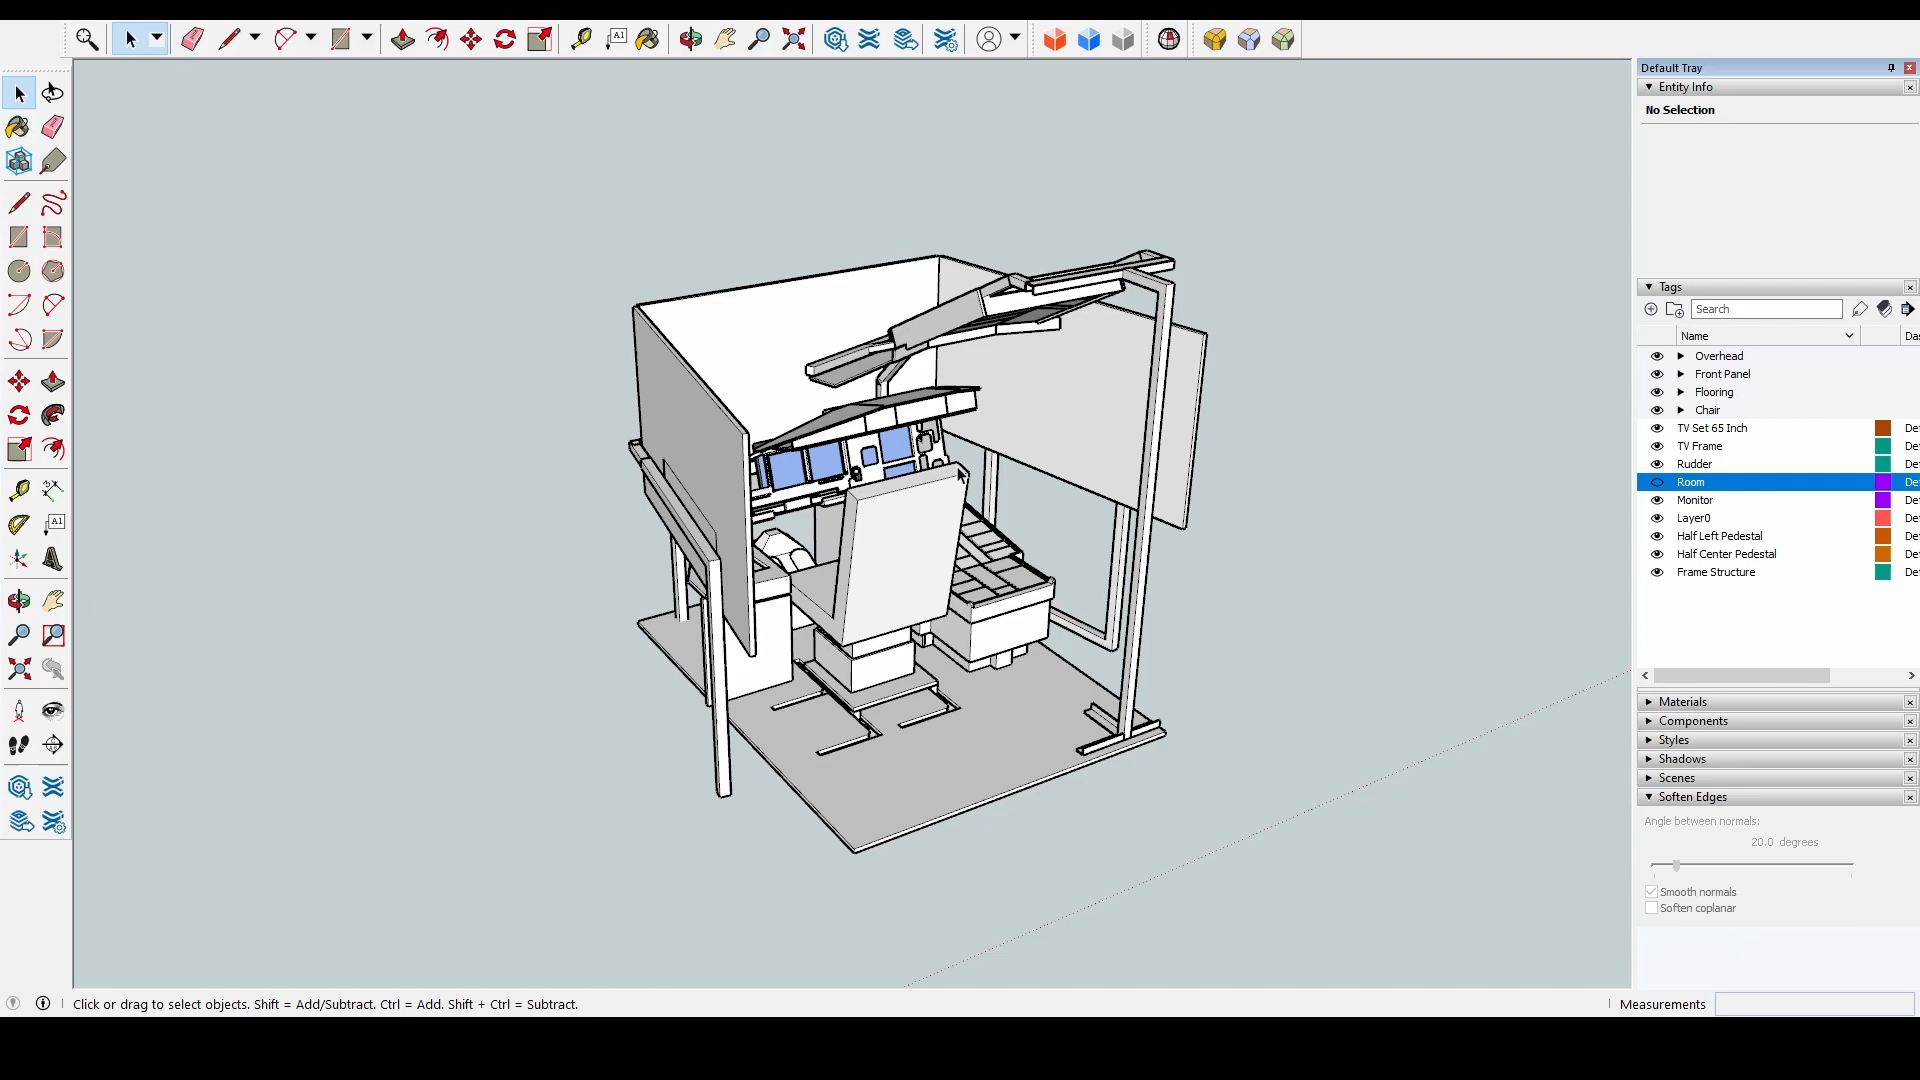 A1
Default Tray
Entity Info
No Selection
Tags
Search
Name
Overhead
Front Panel
Flooring
Chair
TV Set 65 Inch
TV Frame
Rudder
Room
Monitor
Layer0
Half Left Pedestal
Half Center Pedestal
Frame Structure
A1
Materials
Components
Styles
Shadows
Scenes
Soften Edges
Angle between normals:
20.0 degrees
Smooth normals
Soften coplanar
Click or drag to select objects. Shift = Add/Subtract. Ctrl = Add. Shift + Ctrl = Subtract.
Measurements